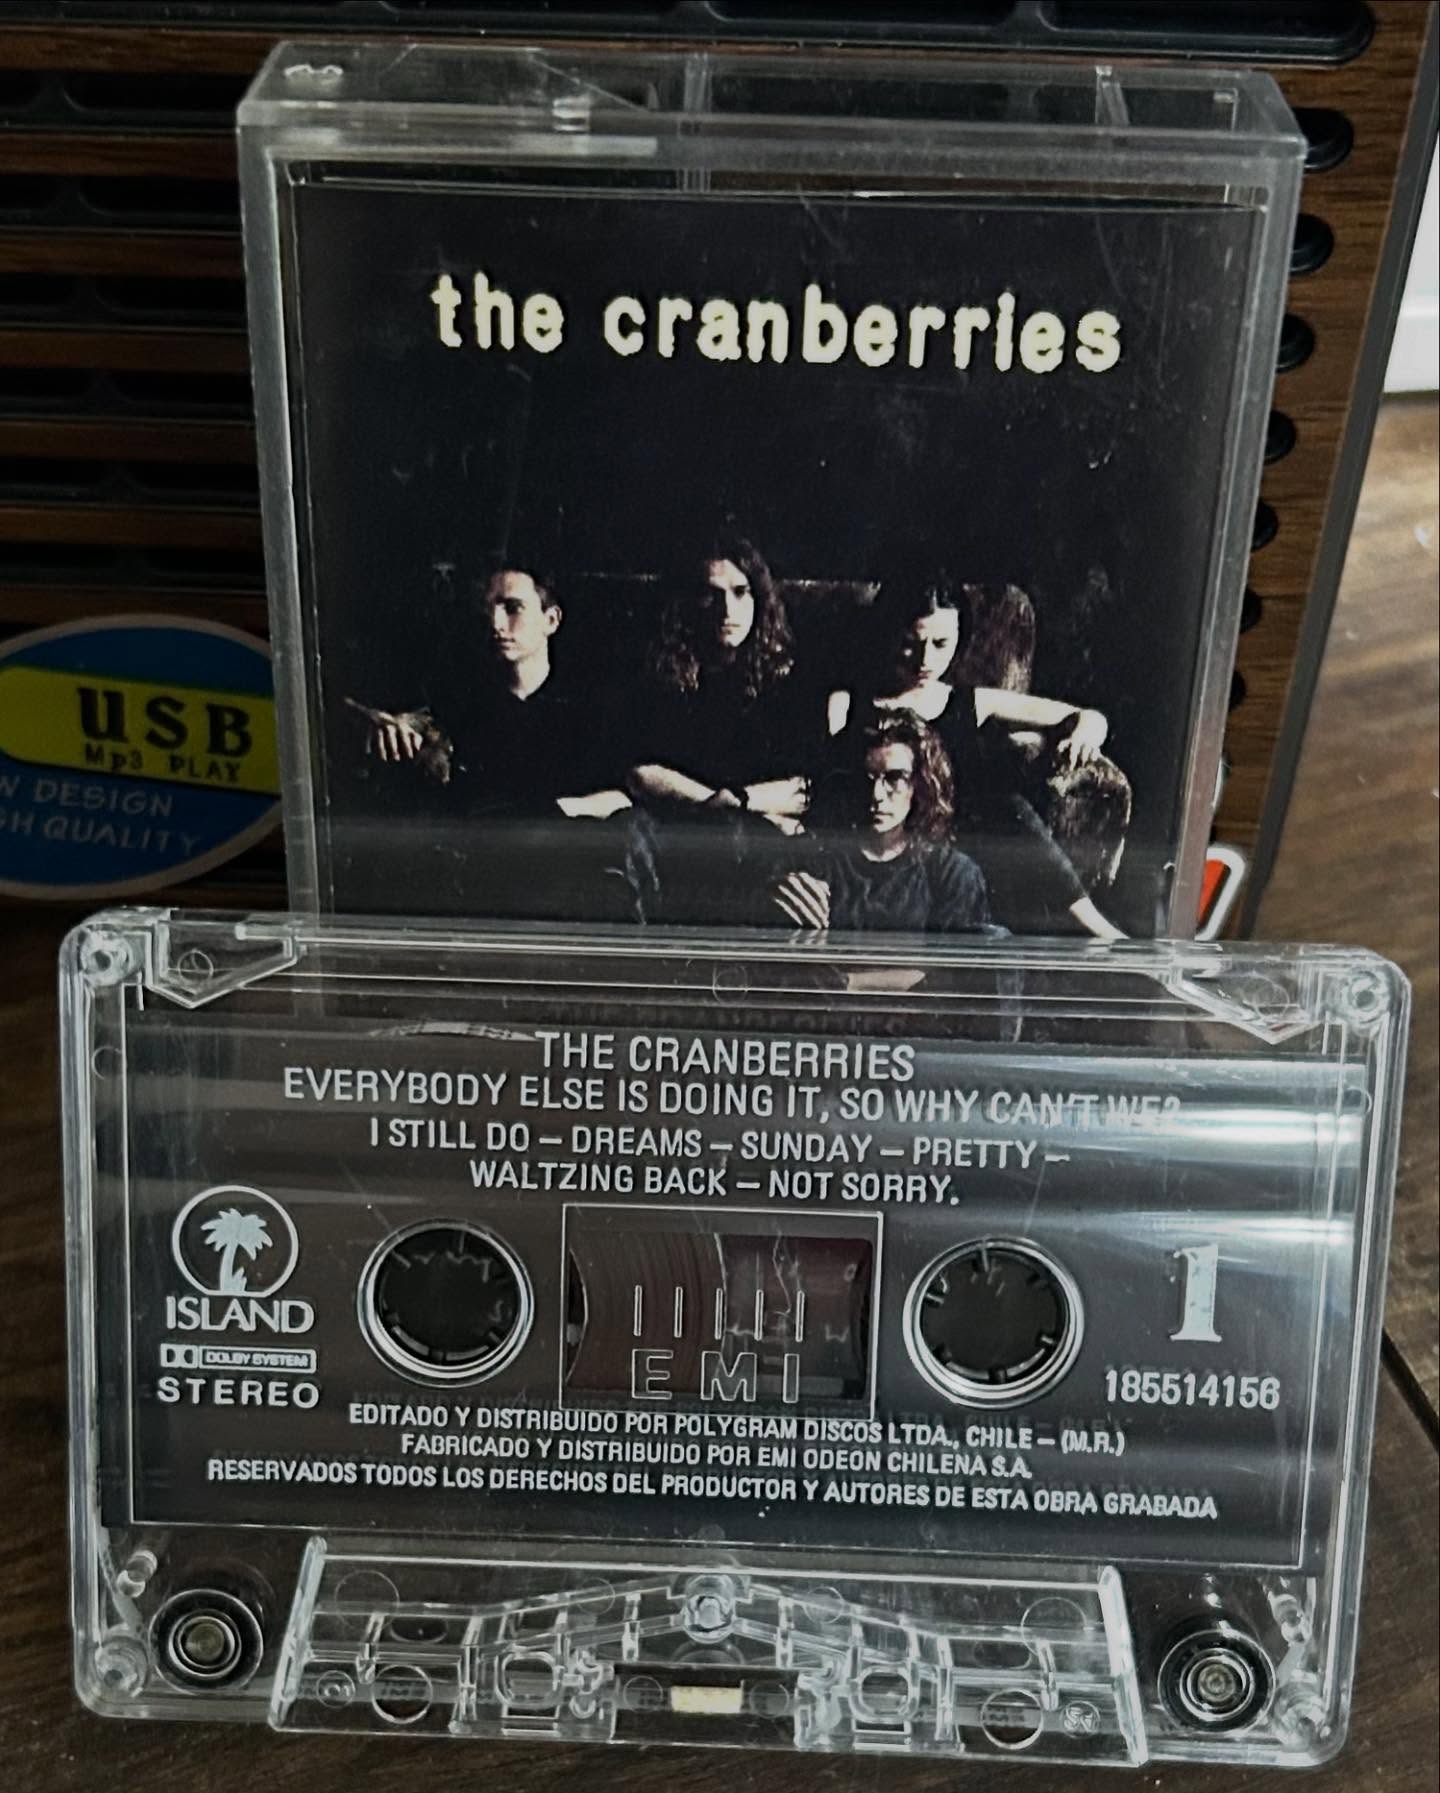 the cranberries
USB
Mp3 PLAY
W DESIGN
GH QUALITY
THE CRANBERRIES
EVERYBODY ELSE IS DOING IT, SO WHY CAN'T WE?
I STILL DO – DREAMS – SUNDAY – PRETTY –
WALTZING BACK – NOT SORRY.
ISLAND
DOLBY SYSTEM
STEREO
EMI
1
185514156
EDITADO Y DISTRIBUIDO POR POLYGRAM DISCOS LTDA., CHILE – (M.R.)
FABRICADO Y DISTRIBUIDO POR EMI ODEON CHILENA S.A.
RESERVADOS TODOS LOS DERECHOS DEL PRODUCTOR Y AUTORES DE ESTA OBRA GRABADA